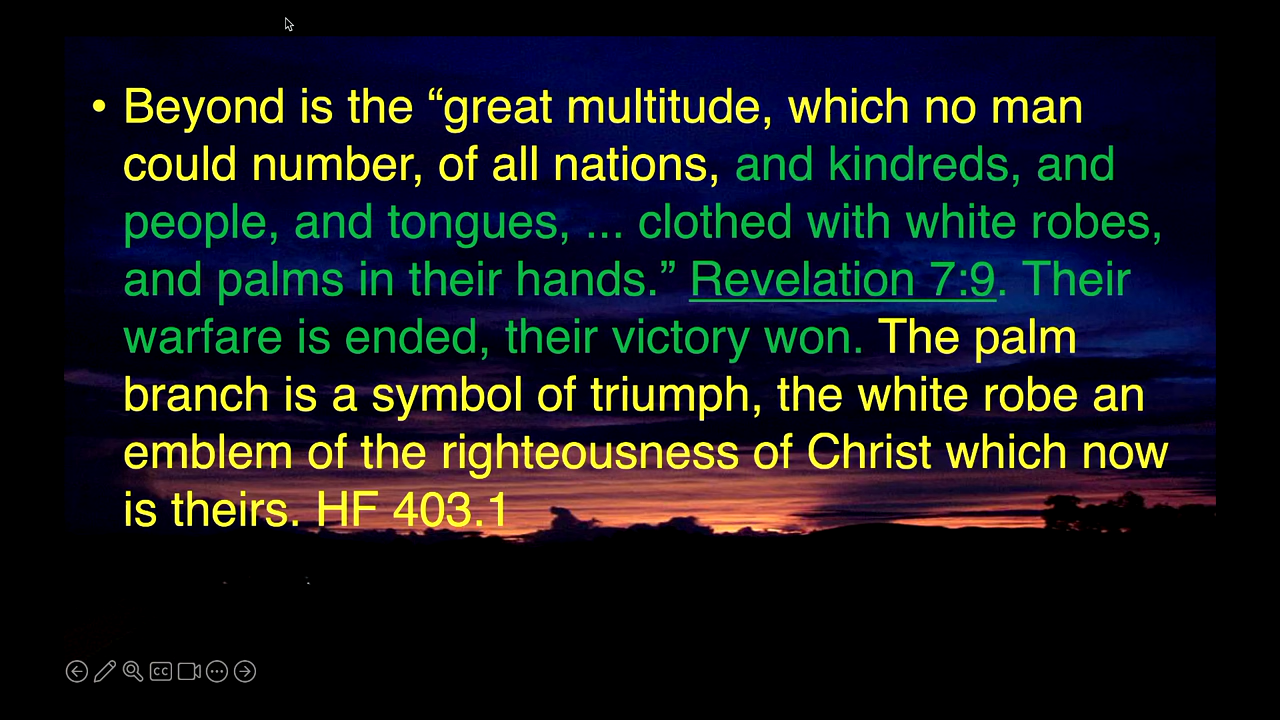 • Beyond is the “great multitude, which no man
could number, of all nations, and kindreds, and
people, and tongues, ... clothed with white robes,
and palms in their hands.” Revelation 7:9. Their
warfare is ended, their victory won. The palm
branch is a symbol of triumph, the white robe an
emblem of the righteousness of Christ which now
is theirs. HF 403.1
CC